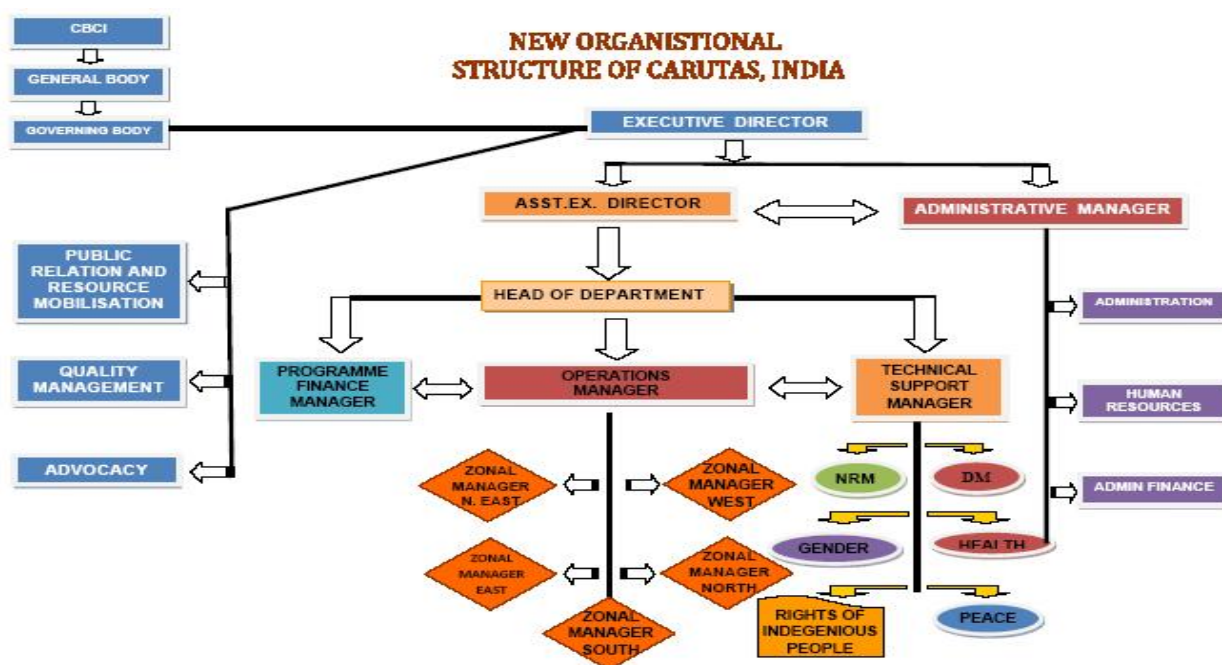 CBCI
NEW ORGANISTIONAL
STRUCTURE OF CARUTAS, INDIA
GENERAL BODY
GOVERNING BODY
EXECUTIVE DIRECTOR
ASST.EX. DIRECTOR
ADMINISTRATIVE MANAGER
PUBLIC
RELATION AND
RESOURCE
MOBILISATION
HEAD OF DEPARTMENT
ADMINISTRATION
QUALITY
MANAGEMENT
PROGRAMME
FINANCE
MANAGER
OPERATIONS
MANAGER
TECHNICAL
SUPPORT
MANAGER
HUMAN
RESOURCES
ADVOCACY
ZONAL
MANAGER
N. EAST
ZONAL
MANAGER
WEST
NRM
DM
ADMIN FINANCE
GENDER
HEALTH
ZONAL
MANAGER
EAST
ZONAL
MANAGER
NORTH
ZONAL
MANAGER
SOUTH
RIGHTS OF
INDEGENIOUS
PEOPLE
PEACE